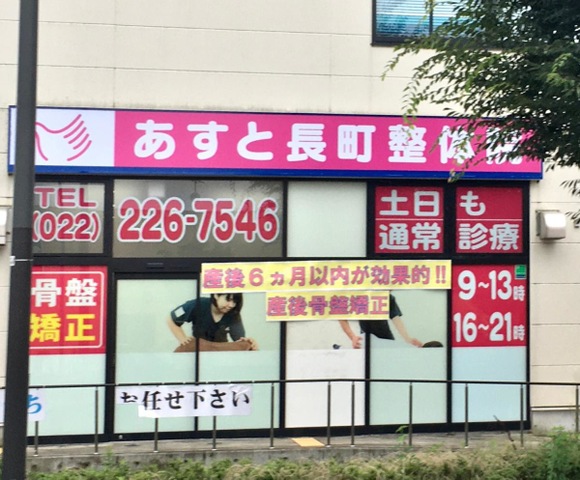 あすと長町整体院
TEL
(022)
226-7546
土日も
通常診療
産後6ヵ月以内が効果的!!
産後骨盤矯正
骨盤
矯正
9~13時
16~21時
ち
お任せ下さい